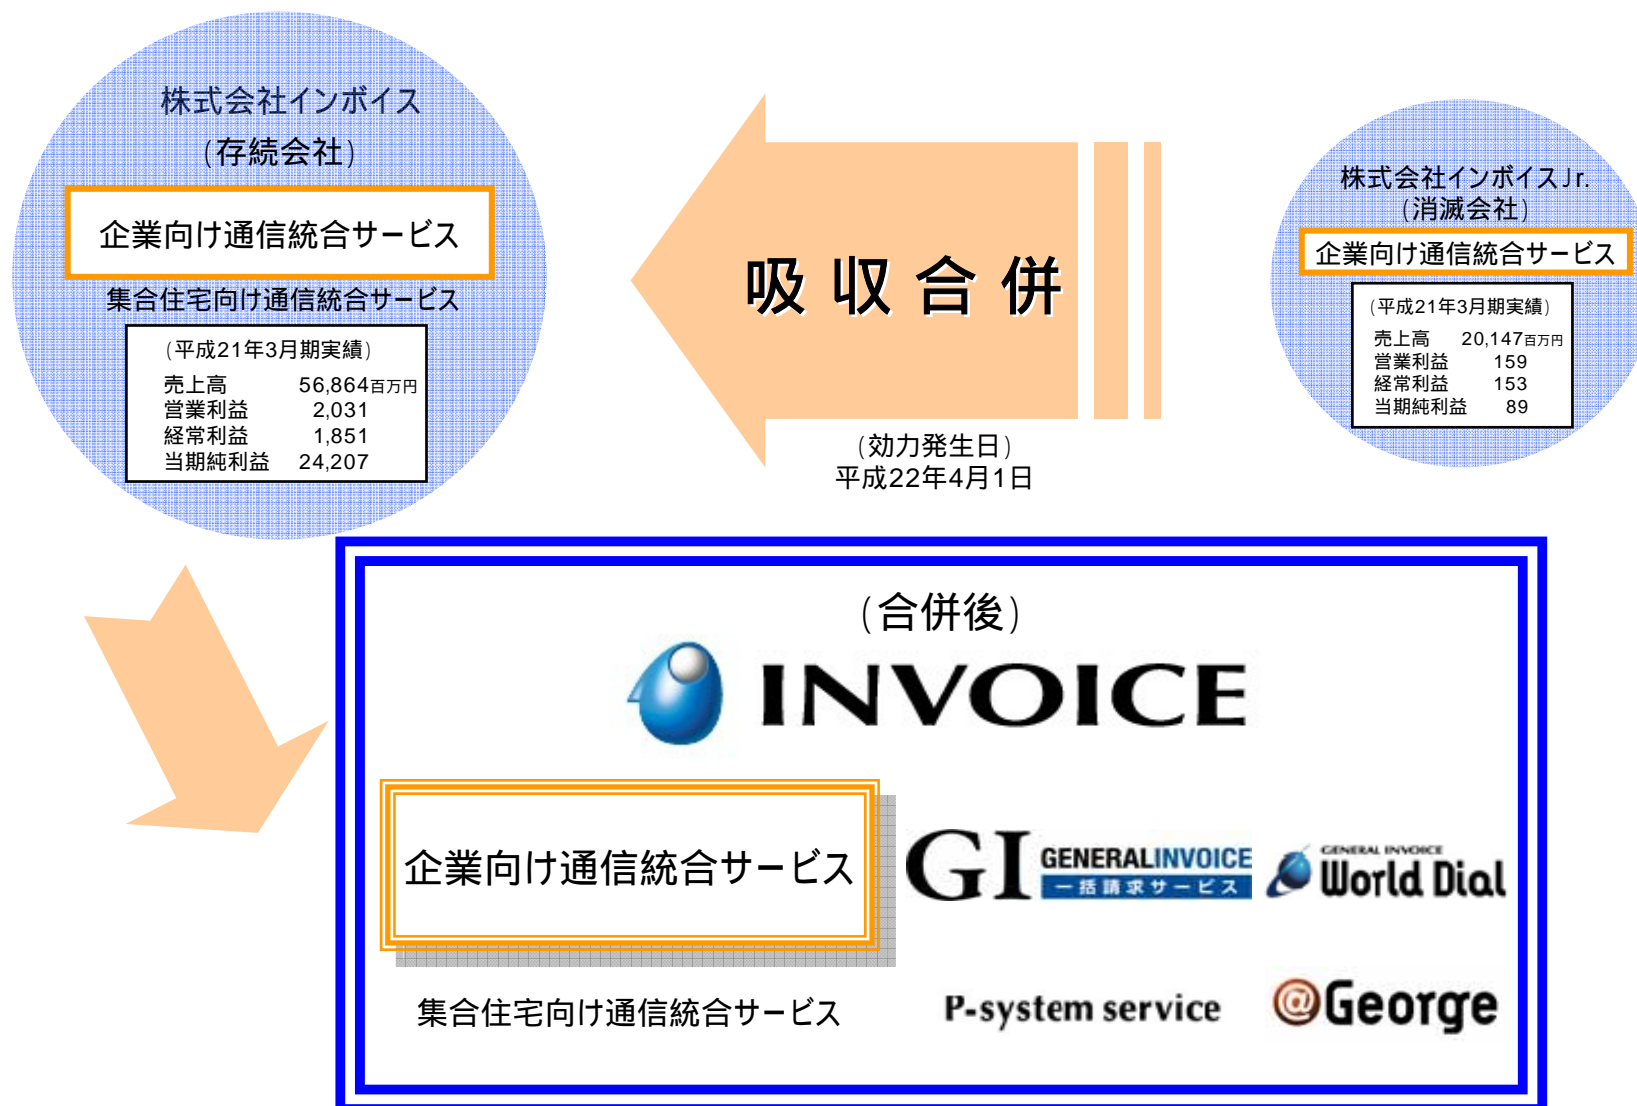 株式会社インボイス
(存続会社)
企業向け通信統合サービス
集合住宅向け通信統合サービス
(平成21年3月期実績)
売上高 56,864百万円
営業利益 2,031
経常利益 1,851
当期純利益 24,207
吸収合併
(効力発生日)
平成22年4月1日
株式会社インボイスJr.
(消滅会社)
企業向け通信統合サービス
(平成21年3月期実績)
売上高 20,147百万円
営業利益 159
経常利益 153
当期純利益 89
(合併後)
INVOICE
企業向け通信統合サービス
GI GENERALINVOICE
一括請求サービス
GENERAL INVOICE
World Dial
集合住宅向け通信統合サービス
P-system service
@George